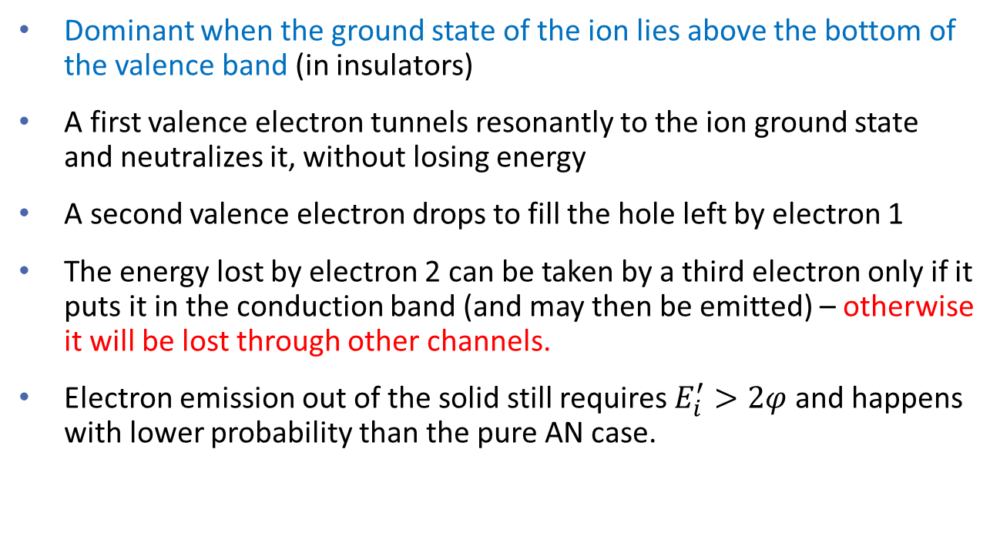 • Dominant when the ground state of the ion lies above the bottom of
the valence band (in insulators)
• A first valence electron tunnels resonantly to the ion ground state
and neutralizes it, without losing energy
• A second valence electron drops to fill the hole left by electron 1
• The energy lost by electron 2 can be taken by a third electron only if it
puts it in the conduction band (and may then be emitted) – otherwise
it will be lost through other channels.
• Electron emission out of the solid still requires 𝐸′ᵢ > 2𝜑 and happens
with lower probability than the pure AN case.